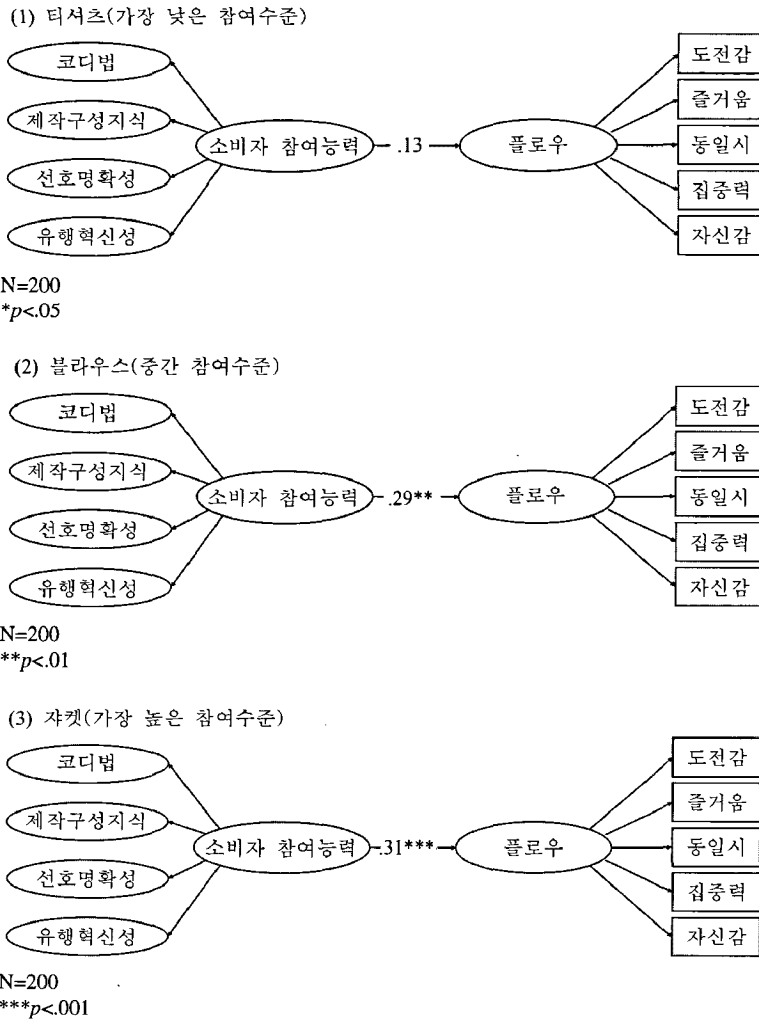 (1) 티셔츠(가장 낮은 참여수준)
코디법
제작구성지식
선호명확성
유행혁신성
소비자 참여능력
.13
플로우
도전감
즐거움
동일시
집중력
자신감
N=200
*p<.05
(2) 블라우스(중간 참여수준)
코디법
제작구성지식
선호명확성
유행혁신성
소비자 참여능력
.29**
플로우
도전감
즐거움
동일시
집중력
자신감
N=200
**p<.01
(3) 쟈켓(가장 높은 참여수준)
코디법
제작구성지식
선호명확성
유행혁신성
소비자 참여능력
.31***
플로우
도전감
즐거움
동일시
집중력
자신감
N=200
***p<.001